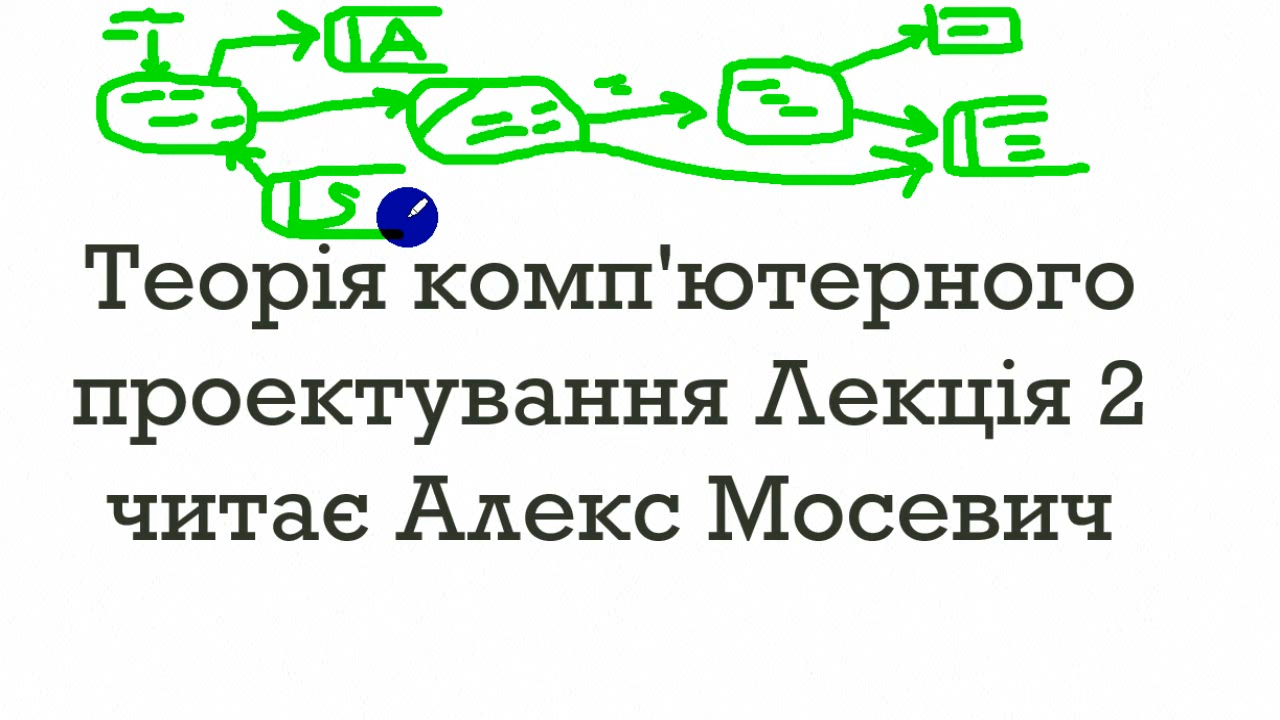 A
S
Теорія комп'ютерного
проектування Лекція 2
читає Алекс Мосевич